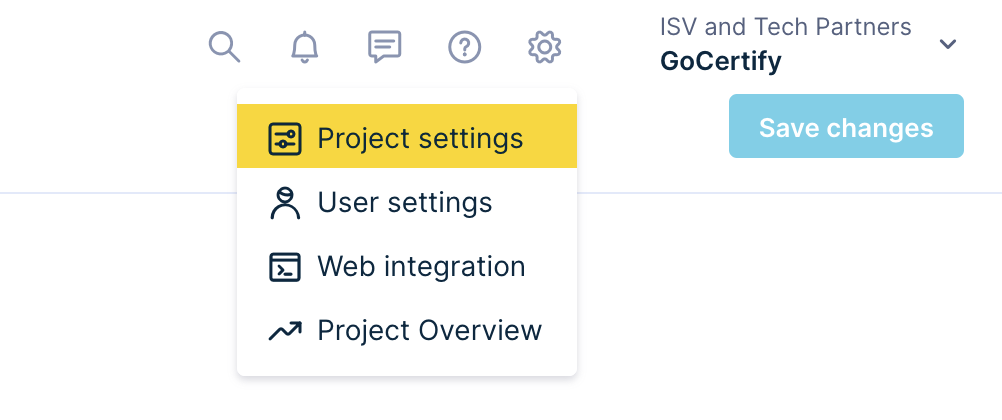 ISV and Tech Partners
GoCertify
Save changes
Project settings
User settings
Web integration
Project Overview